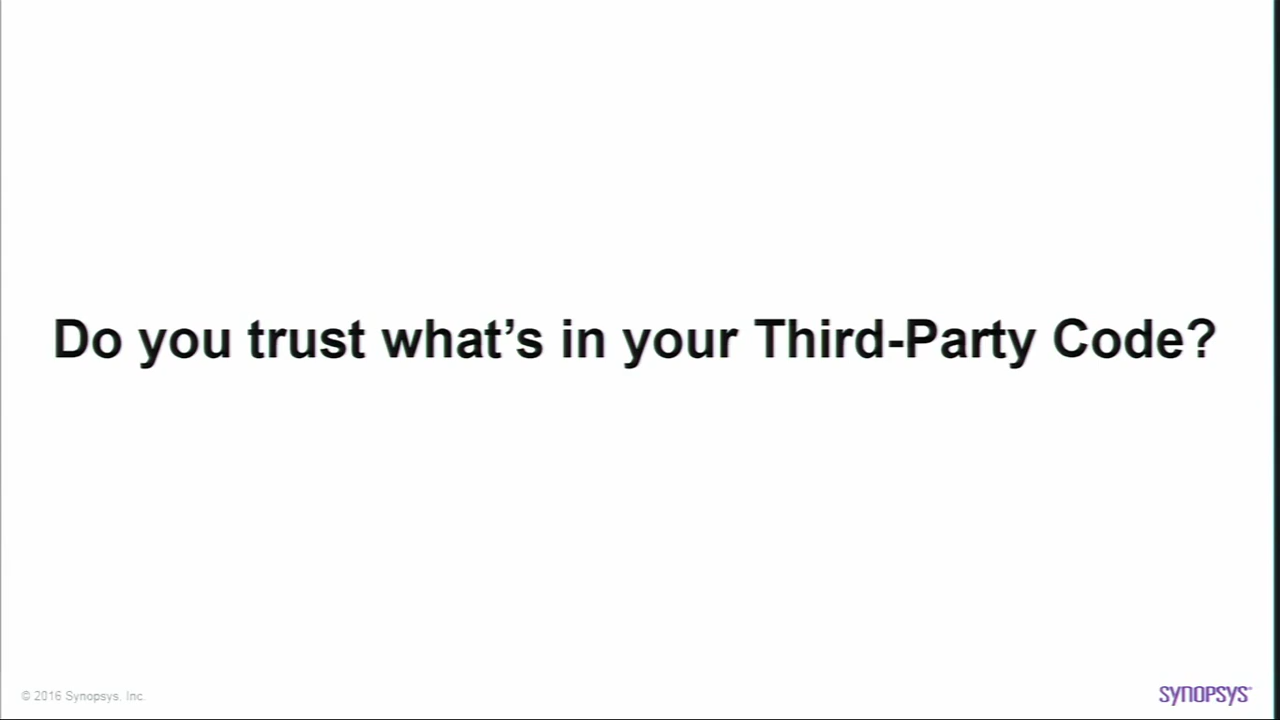 Do you trust what’s in your Third-Party Code?
© 2016 Synopsys, Inc.
SYNOPSYS